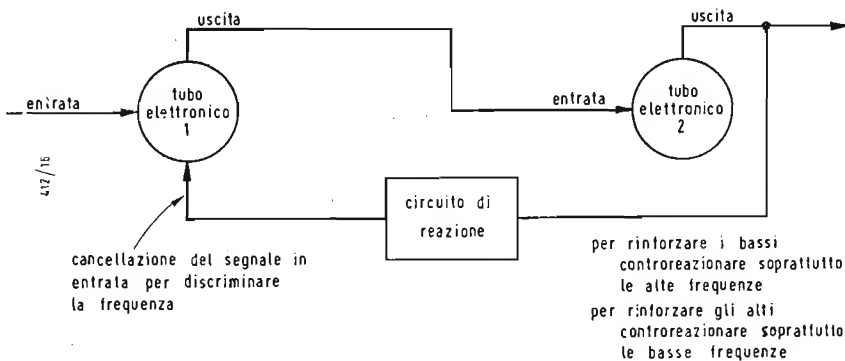 uscita
uscita
entrata
tubo
elettronico
1
entrata
tubo
elettronico
2
412/16
circuito di
reazione
cancellazione del segnale in
entrata per discriminare
la frequenza
per rinforzare i bassi
controreazionare soprattutto
le alte frequenze
per rinforzare gli alti
controreazionare soprattutto
le basse frequenze